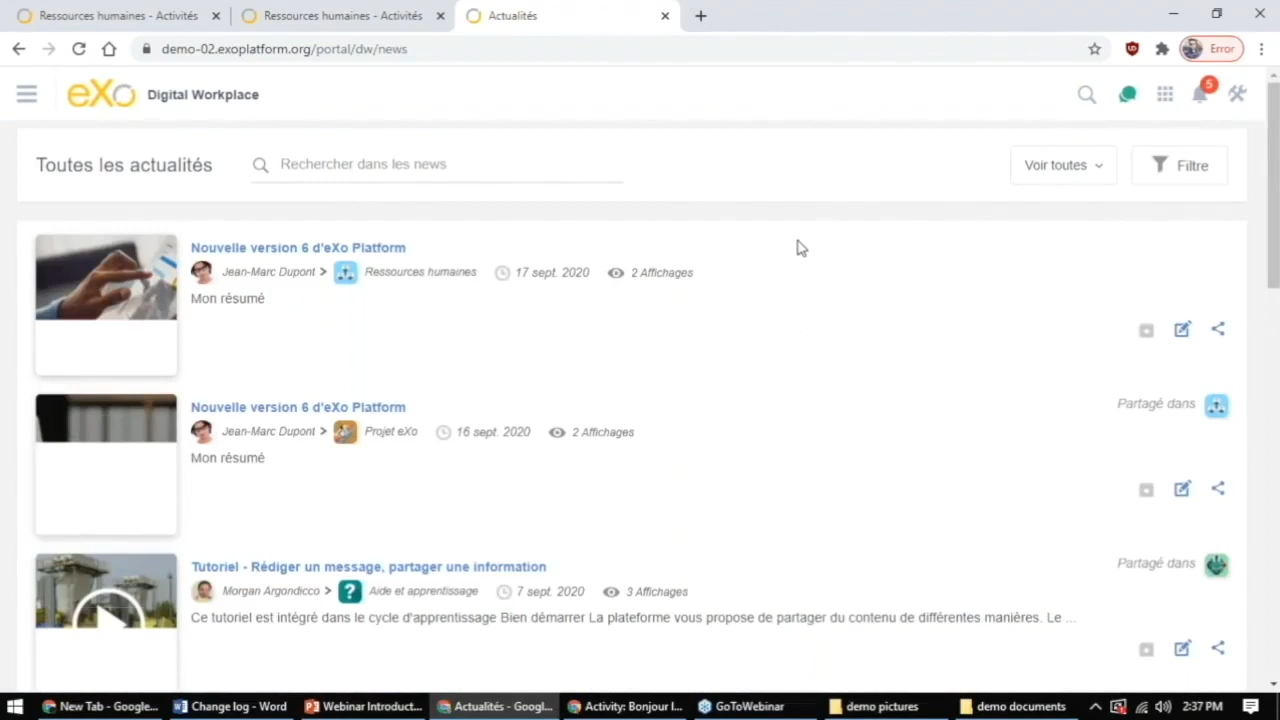 Ressources humaines - Activités
Ressources humaines - Activités
Actualités
demo-02.exoplatform.org/portal/dw/news
Error
eXo Digital Workplace
5
Toutes les actualités
Rechercher dans les news
Voir toutes
Filtre
Nouvelle version 6 d'eXo Platform
Jean-Marc Dupont > Ressources humaines 17 sept. 2020 2 Affichages
Mon résumé
Nouvelle version 6 d'eXo Platform
Partagé dans
Jean-Marc Dupont > Projet eXo 16 sept. 2020 2 Affichages
Mon résumé
Tutoriel - Rédiger un message, partager une information
Partagé dans
Morgan Argondicco > ? Aide et apprentissage 7 sept. 2020 3 Affichages
Ce tutoriel est intégré dans le cycle d'apprentissage Bien démarrer La plateforme vous propose de partager du contenu de différentes manières. Le ...
New Tab - Google...
Change log - Word
Webinar Introduct...
Actualités - Googl...
Activity: Bonjour l...
GoToWebinar
demo pictures
demo documents
2:37 PM